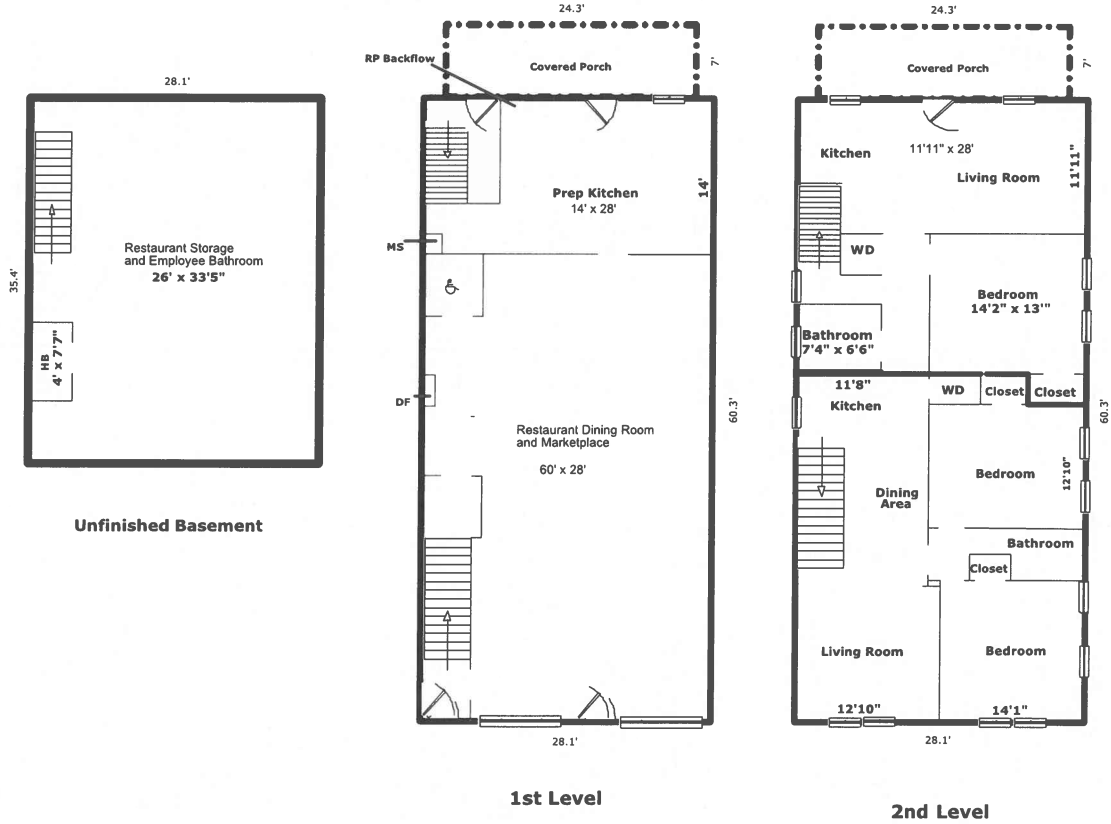 28.1'
35.4'
Restaurant Storage
and Employee Bathroom
26' x 33'5"
HB
4' x 7'7"
Unfinished Basement
24.3'
7'
RP Backflow
Covered Porch
Prep Kitchen
14' x 28'
14'
MS
DF
Restaurant Dining Room
and Marketplace
60' x 28'
60.3'
28.1'
1st Level
24.3'
7'
Covered Porch
Kitchen
11'11" x 28'
11'11"
Living Room
WD
Bedroom
14'2" x 13'"
Bathroom
7'4" x 6'6"
11'8"
Kitchen
WD
Closet
Closet
60.3'
Bedroom
12'10"
Dining
Area
Bathroom
Closet
Living Room
Bedroom
12'10"
14'1"
28.1'
2nd Level